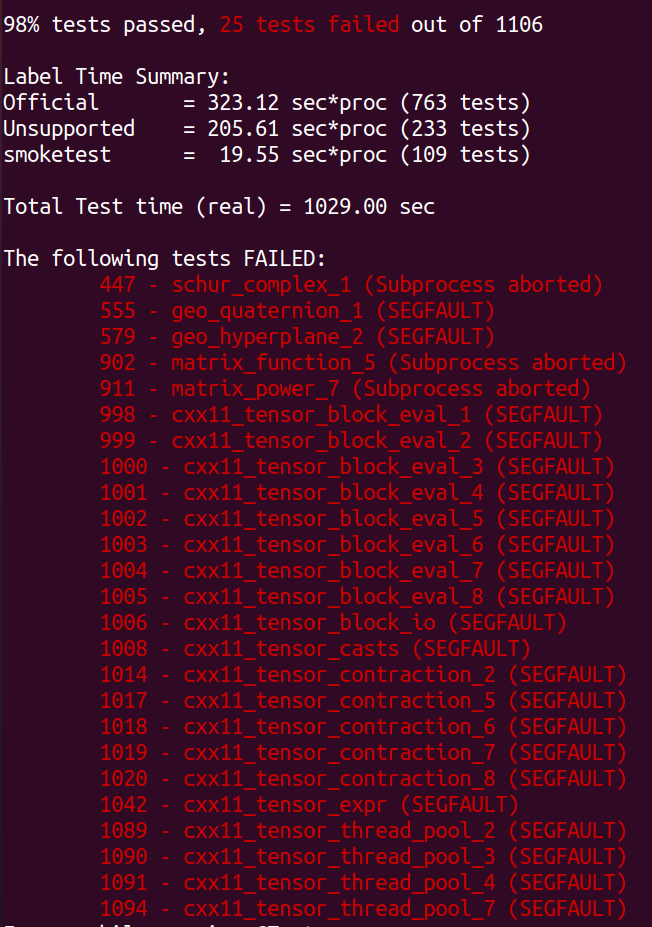 98% tests passed, 25 tests failed out of 1106
Label Time Summary:
Official = 323.12 sec*proc (763 tests)
Unsupported = 205.61 sec*proc (233 tests)
smoketest = 19.55 sec*proc (109 tests)
Total Test time (real) = 1029.00 sec
The following tests FAILED:
447 - schur_complex_1 (Subprocess aborted)
555 - geo_quaternion_1 (SEGFAULT)
579 - geo_hyperplane_2 (SEGFAULT)
902 - matrix_function_5 (Subprocess aborted)
911 - matrix_power_7 (Subprocess aborted)
998 - cxx11_tensor_block_eval_1 (SEGFAULT)
999 - cxx11_tensor_block_eval_2 (SEGFAULT)
1000 - cxx11_tensor_block_eval_3 (SEGFAULT)
1001 - cxx11_tensor_block_eval_4 (SEGFAULT)
1002 - cxx11_tensor_block_eval_5 (SEGFAULT)
1003 - cxx11_tensor_block_eval_6 (SEGFAULT)
1004 - cxx11_tensor_block_eval_7 (SEGFAULT)
1005 - cxx11_tensor_block_eval_8 (SEGFAULT)
1006 - cxx11_tensor_block_io (SEGFAULT)
1008 - cxx11_tensor_casts (SEGFAULT)
1014 - cxx11_tensor_contraction_2 (SEGFAULT)
1017 - cxx11_tensor_contraction_5 (SEGFAULT)
1018 - cxx11_tensor_contraction_6 (SEGFAULT)
1019 - cxx11_tensor_contraction_7 (SEGFAULT)
1020 - cxx11_tensor_contraction_8 (SEGFAULT)
1042 - cxx11_tensor_expr (SEGFAULT)
1089 - cxx11_tensor_thread_pool_2 (SEGFAULT)
1090 - cxx11_tensor_thread_pool_3 (SEGFAULT)
1091 - cxx11_tensor_thread_pool_4 (SEGFAULT)
1094 - cxx11_tensor_thread_pool_7 (SEGFAULT)